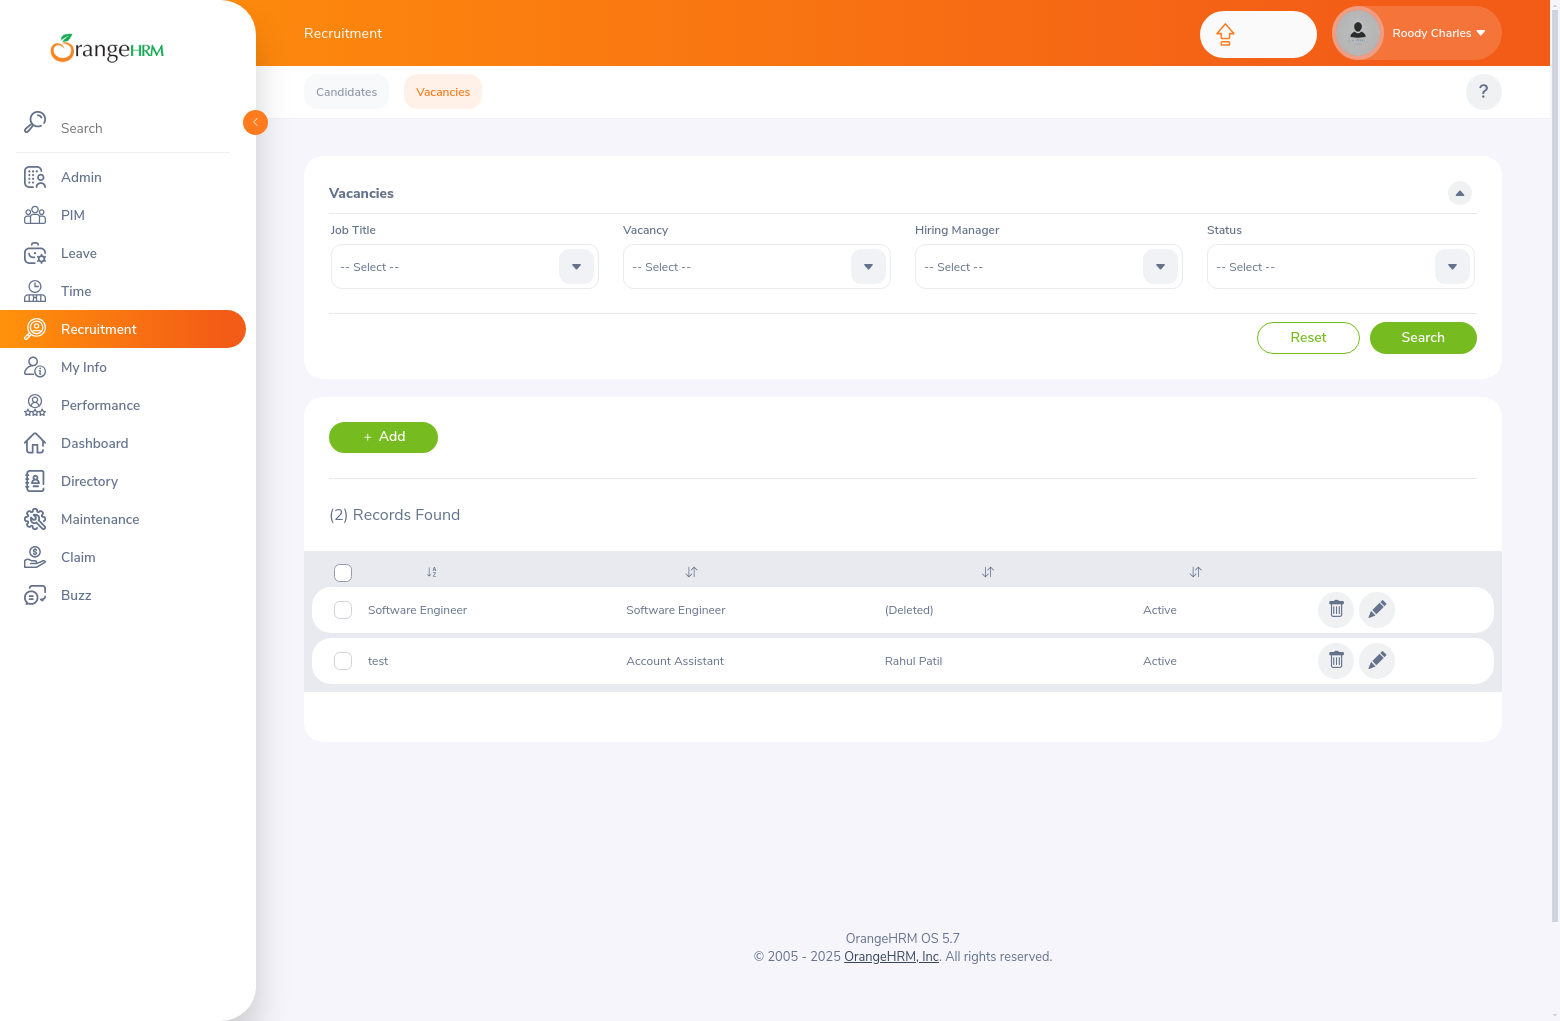 OrangeHRM
Recruitment
Roody Charles
Candidates
Vacancies
?
Search
Admin
PIM
Leave
Time
Recruitment
My Info
Performance
Dashboard
Directory
Maintenance
Claim
Buzz
Vacancies
Job Title
Vacancy
Hiring Manager
Status
-- Select --
-- Select --
-- Select --
-- Select --
Reset
Search
+ Add
(2) Records Found
Software Engineer Software Engineer (Deleted) Active
test Account Assistant Rahul Patil Active
OrangeHRM OS 5.7
© 2005 - 2025 OrangeHRM, Inc. All rights reserved.